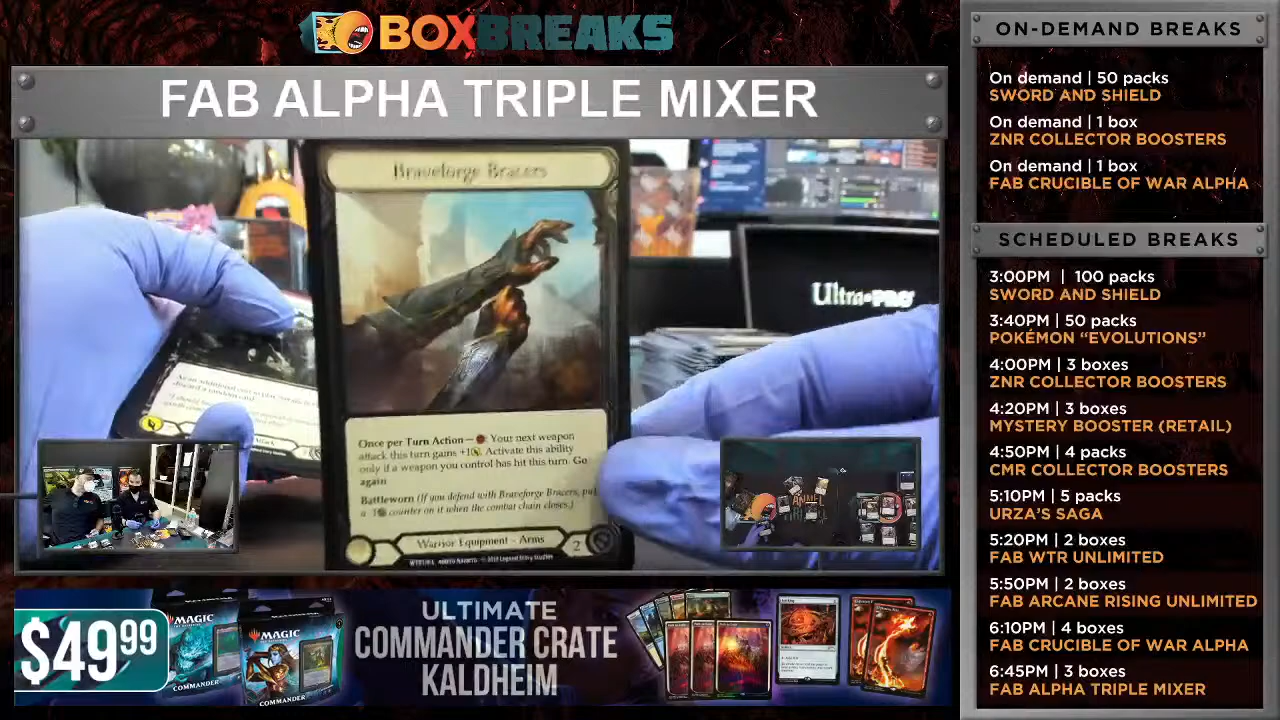 BOXBREAKS
FAB ALPHA TRIPLE MIXER
Braveforge Bracers
Ultra•PRO
Once per Turn Action — Your next weapon
attack this turn gains +1. Activate this ability
only if a weapon you control has hit this turn. Go
again
Battleworn (If you defend with Braveforge Bracers, put
a -1 counter on it when the combat chain closes.)
Warrior Equipment - Arms
2
Attack
$49.99
MAGIC
COMMANDER
MAGIC
COMMANDER
ULTIMATE
COMMANDER CRATE
KALDHEIM
ON-DEMAND BREAKS
On demand | 50 packs
SWORD AND SHIELD
On demand | 1 box
ZNR COLLECTOR BOOSTERS
On demand | 1 box
FAB CRUCIBLE OF WAR ALPHA
SCHEDULED BREAKS
3:00PM | 100 packs
SWORD AND SHIELD
3:40PM | 50 packs
POKÉMON “EVOLUTIONS”
4:00PM | 3 boxes
ZNR COLLECTOR BOOSTERS
4:20PM | 3 boxes
MYSTERY BOOSTER (RETAIL)
4:50PM | 4 packs
CMR COLLECTOR BOOSTERS
5:10PM | 5 packs
URZA'S SAGA
5:20PM | 2 boxes
FAB WTR UNLIMITED
5:50PM | 2 boxes
FAB ARCANE RISING UNLIMITED
6:10PM | 4 boxes
FAB CRUCIBLE OF WAR ALPHA
6:45PM | 3 boxes
FAB ALPHA TRIPLE MIXER